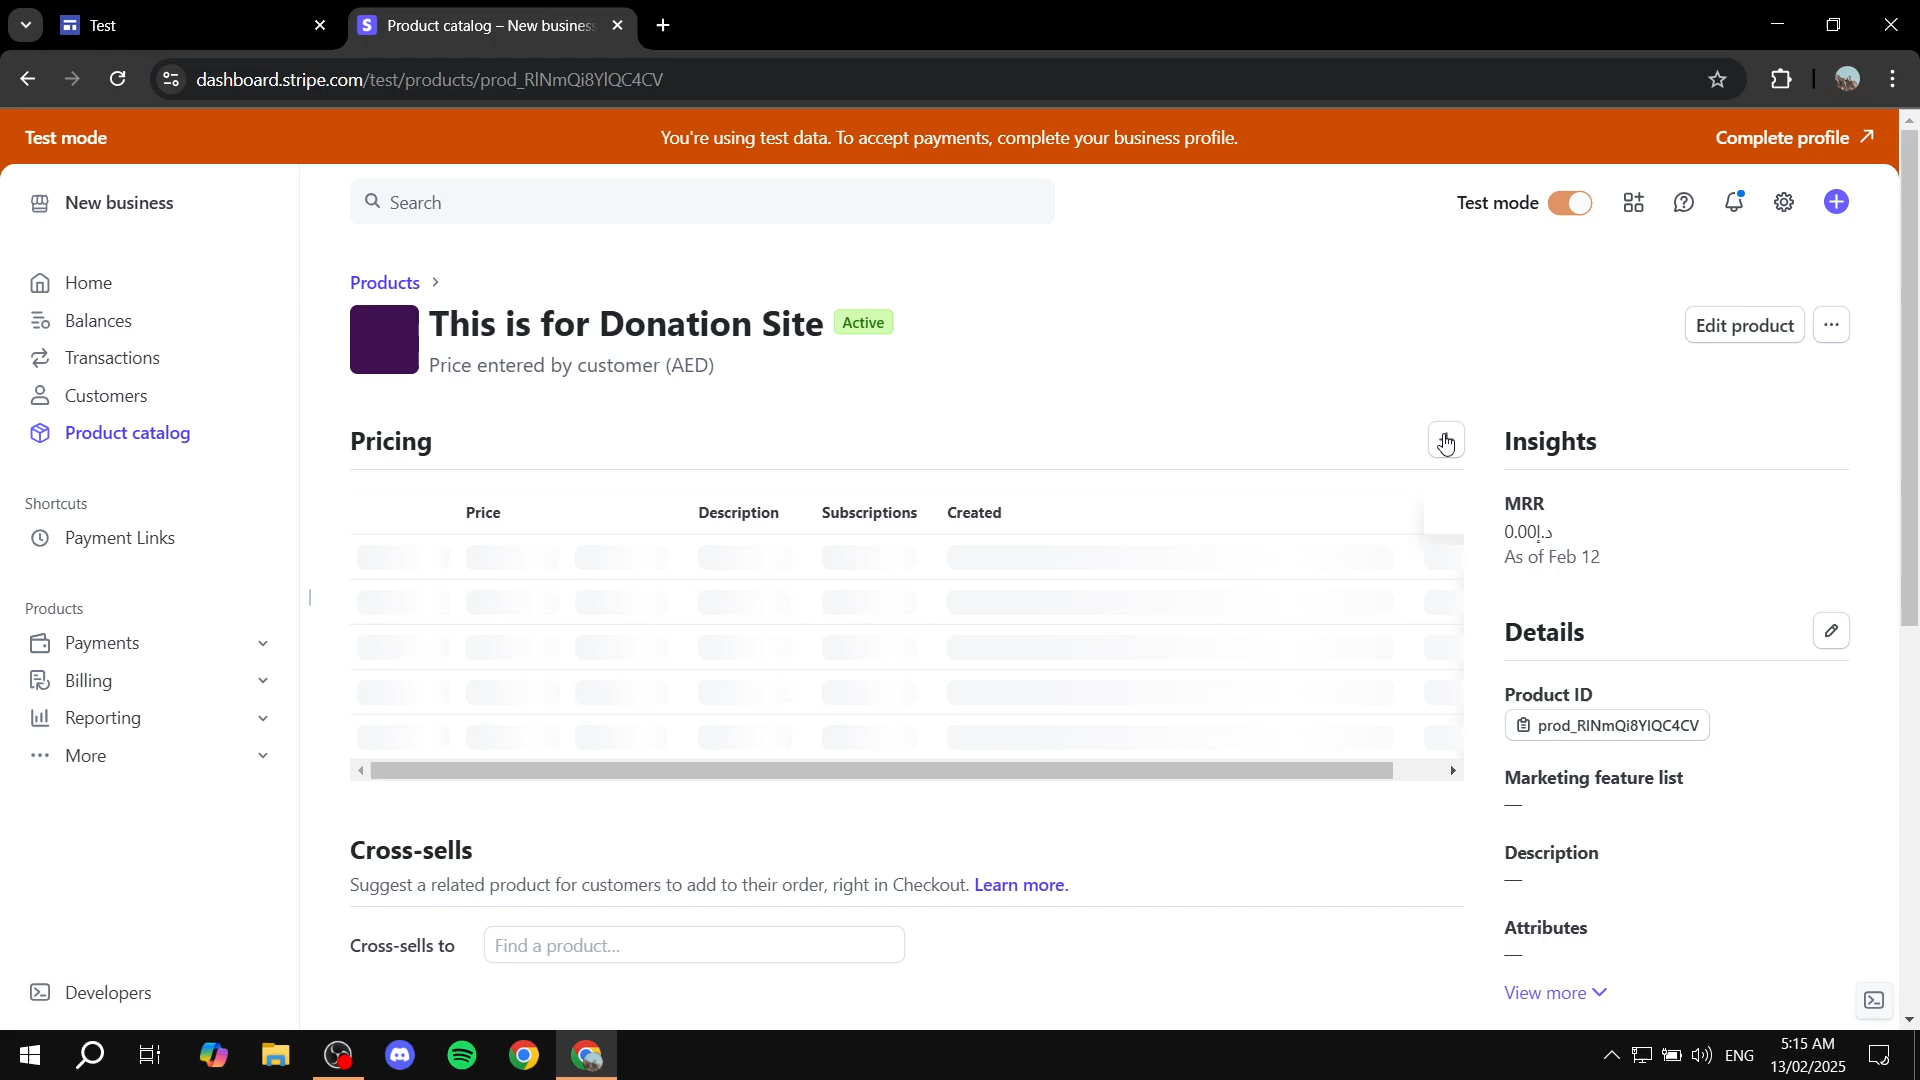 Test
Product catalog – New business
dashboard.stripe.com/test/products/prod_RlNmQi8YlQC4CV
Test mode
You're using test data. To accept payments, complete your business profile.
Complete profile
New business
Search
Test mode
Home
Balances
Transactions
Customers
Product catalog
Shortcuts
Payment Links
Products
Payments
Billing
Reporting
More
Developers
Products
This is for Donation Site
Active
Price entered by customer (AED)
Edit product
Pricing
Price
Description
Subscriptions
Created
Cross-sells
Suggest a related product for customers to add to their order, right in Checkout. Learn more.
Cross-sells to
Find a product...
Insights
MRR
0.00د.إ
As of Feb 12
Details
Product ID
prod_RlNmQi8YlQC4CV
Marketing feature list
—
Description
—
Attributes
—
View more
ENG
5:15 AM
13/02/2025